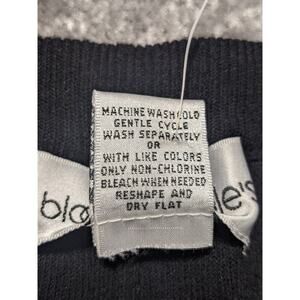 MACHINE WASH COLD
GENTLE CYCLE
WASH SEPARATELY
OR
WITH LIKE COLORS
ONLY NON-CHLORINE
BLEACH WHEN NEEDED
RESHAPE AND
DRY FLAT